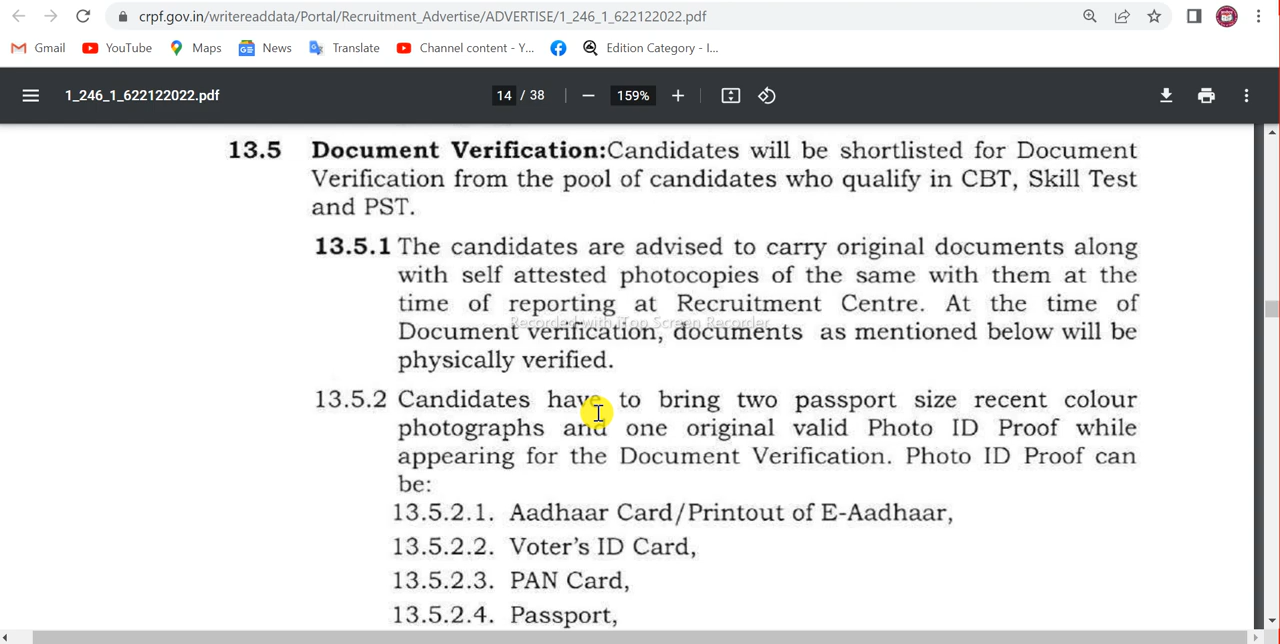 crpf.gov.in/writereaddata/Portal/Recruitment_Advertise/ADVERTISE/1_246_1_622122022.pdf
Gmail YouTube Maps News Translate Channel content - Y... Edition Category - I...
1_246_1_622122022.pdf 14 / 38 159%
13.5 Document Verification:Candidates will be shortlisted for Document
Verification from the pool of candidates who qualify in CBT, Skill Test
and PST.
13.5.1 The candidates are advised to carry original documents along
with self attested photocopies of the same with them at the
time of reporting at Recruitment Centre. At the time of
Recorded with iTop Screen Recorder
Document verification, documents as mentioned below will be
physically verified.
13.5.2 Candidates have to bring two passport size recent colour
photographs and one original valid Photo ID Proof while
appearing for the Document Verification. Photo ID Proof can
be:
13.5.2.1. Aadhaar Card/Printout of E-Aadhaar,
13.5.2.2. Voter's ID Card,
13.5.2.3. PAN Card,
13.5.2.4. Passport,